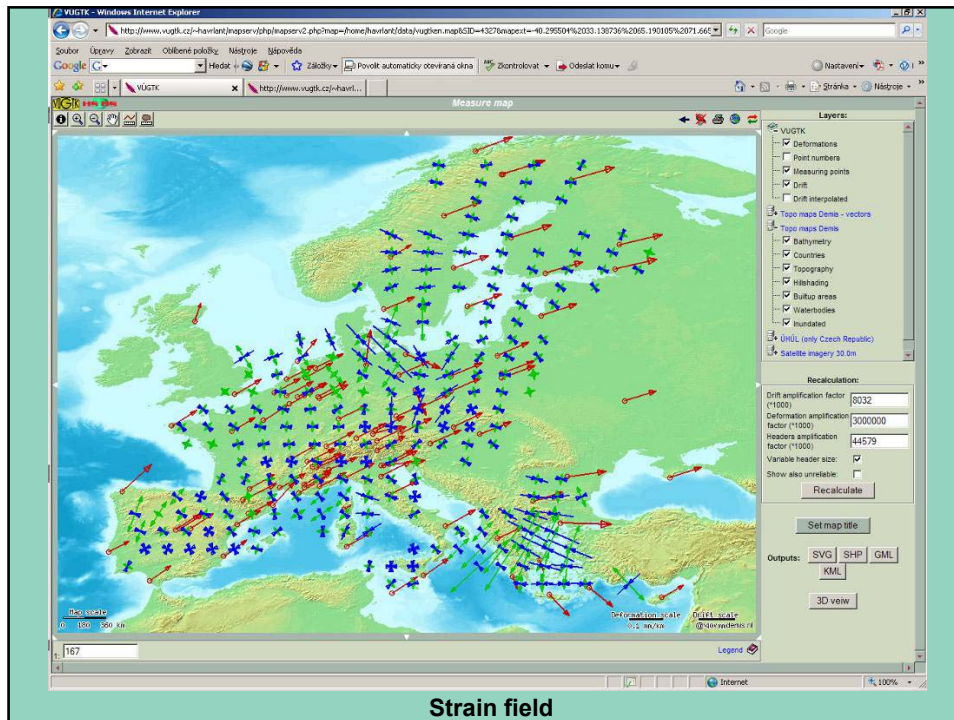 VUGTK - Windows Internet Explorer
http://www.vugtk.cz/~havrlant/mapserv/php/mapserv2.php?map=/home/havrlant/data/vugtken.map&SID=4327&mapext=-40.295504%2033.138736%2065.190105%2071.665
Google
Soubor Úpravy Zobrazit Oblíbené položky Nástroje Nápověda
Google G Hledat Záložky Povolit automaticky otevíraná okna Zkontrolovat Odeslat komu Nastavení
VÚGTK http://www.vugtk.cz/~havrl... Stránka Nástroje
VÚGTK
Measure map
Layers:
VUGTK
Deformations
Point numbers
Measuring points
Drift
Drift interpolated
Topo maps Demis - vectors
Topo maps Demis
Bathymetry
Countries
Topography
Hillshading
Builtup areas
Waterbodies
Inundated
ÚHÚL (only Czech Republic)
Satellite imagery 30.0m
Recalculation:
Drift amplification factor (*1000) 8032
Deformation amplification factor (*1000) 3000000
Headers amplification factor (*1000) 44579
Variable header size:
Show also unreliable:
Recalculate
Set map title
Outputs: SVG SHP GML
KML
3D veiw
Map scale
0 180 360 km
Deformation scale
0.1 mm/km
Drift scale
t: 167
Legend
Internet
100%
Strain field